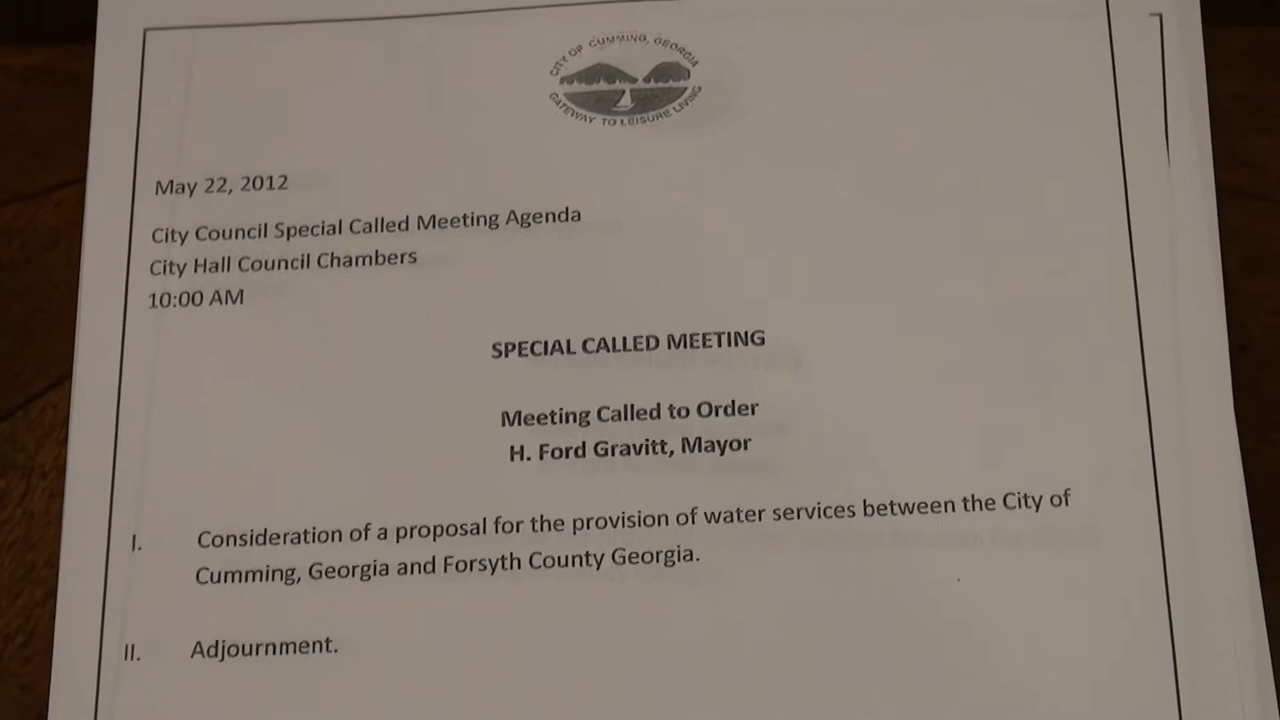 CITY OF CUMMING, GEORGIA
GATEWAY TO LEISURE LIVING
May 22, 2012
City Council Special Called Meeting Agenda
City Hall Council Chambers
10:00 AM
SPECIAL CALLED MEETING
Meeting Called to Order
H. Ford Gravitt, Mayor
I. Consideration of a proposal for the provision of water services between the City of
Cumming, Georgia and Forsyth County Georgia.
II. Adjournment.